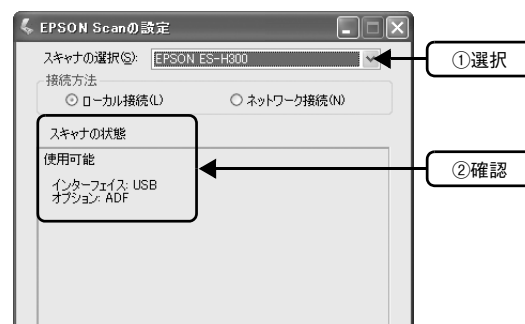 EPSON Scanの設定
スキャナの選択(S): EPSON ES-H300
①選択
接続方法
ローカル接続(L) ネットワーク接続(N)
スキャナの状態
使用可能
②確認
インターフェイス: USB
オプション: ADF